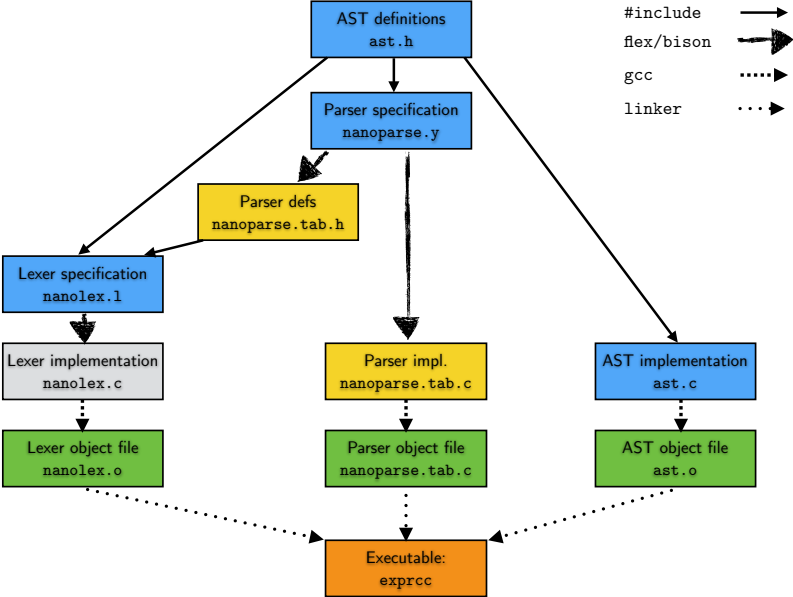 AST definitions
ast.h
#include
flex/bison
gcc
linker
Parser specification
nanoparse.y
Parser defs
nanoparse.tab.h
Lexer specification
nanolex.l
Lexer implementation
nanolex.c
Parser impl.
nanoparse.tab.c
AST implementation
ast.c
Lexer object file
nanolex.o
Parser object file
nanoparse.tab.c
AST object file
ast.o
Executable:
exprcc